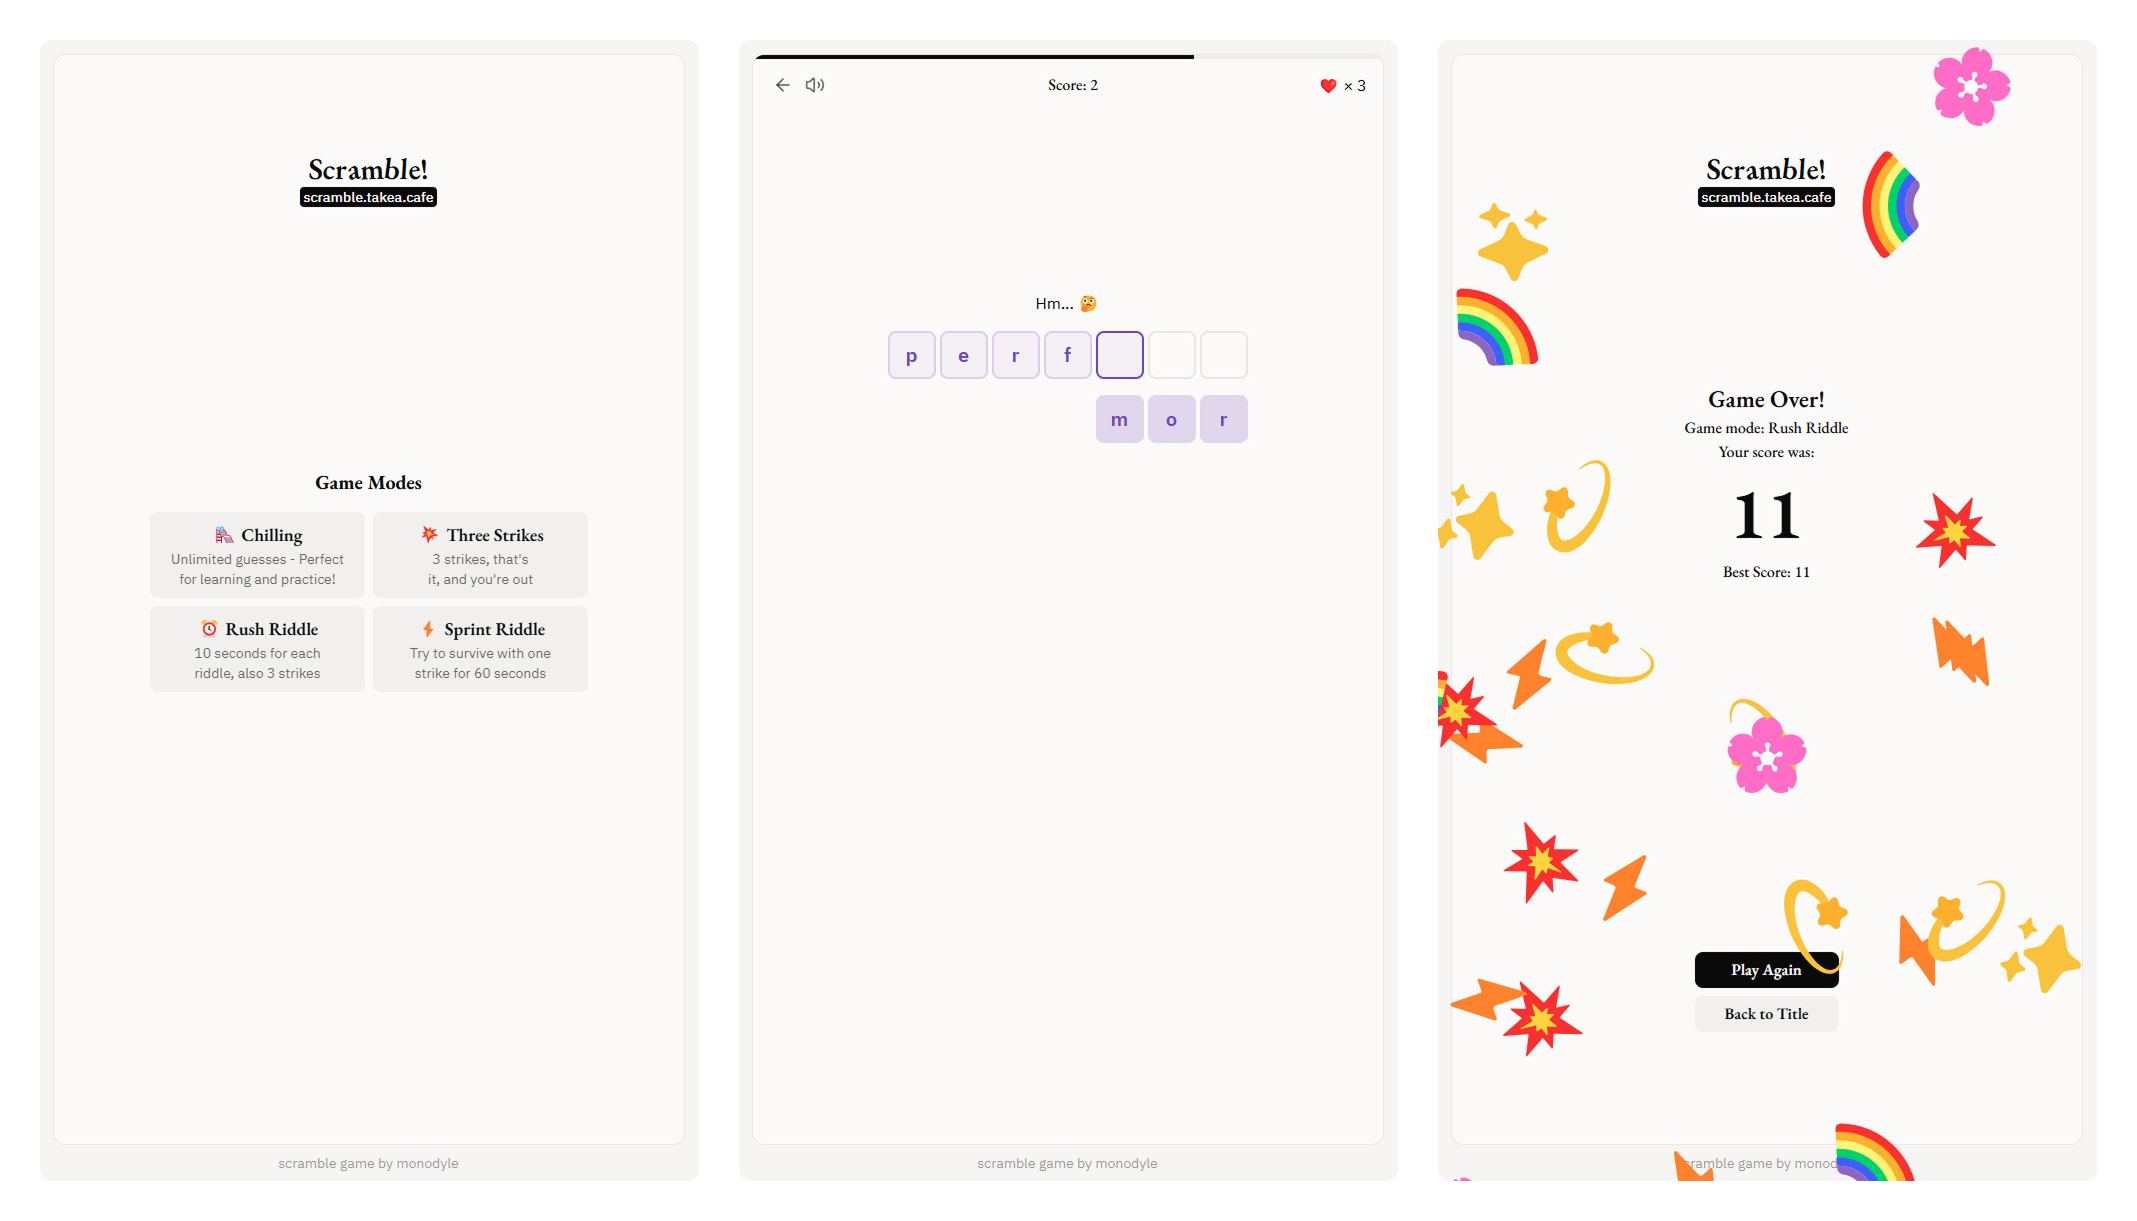 Scramble!
scramble.takea.cafe
Game Modes
Chilling
Unlimited guesses - Perfect
for learning and practice!
Three Strikes
3 strikes, that's
it, and you're out
Rush Riddle
10 seconds for each
riddle, also 3 strikes
Sprint Riddle
Try to survive with one
strike for 60 seconds
scramble game by monodyle
Score: 2
× 3
Hm...
p e r f
m o r
scramble game by monodyle
Scramble!
scramble.takea.cafe
Game Over!
Game mode: Rush Riddle
Your score was:
11
Best Score: 11
Play Again
Back to Title
game by